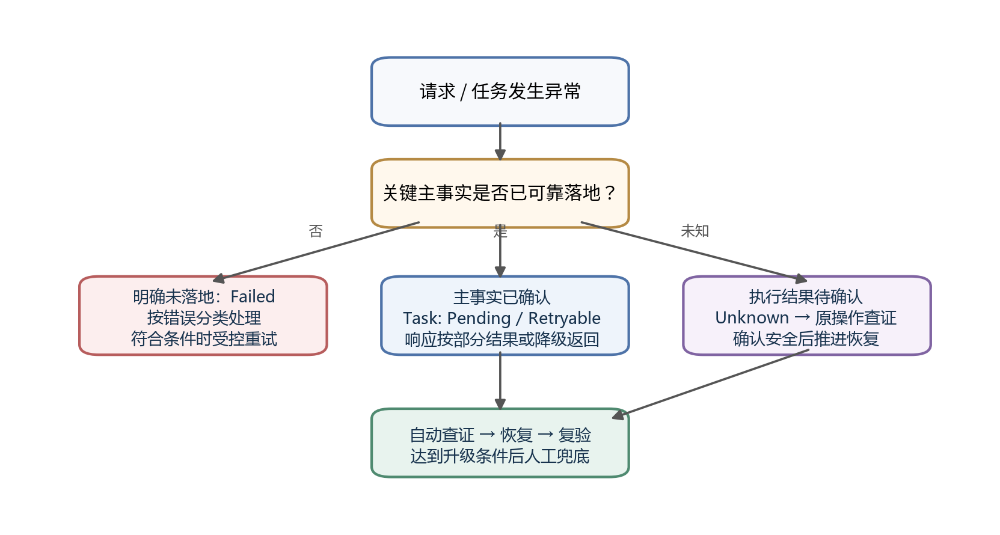 请求 / 任务发生异常
关键主事实是否已可靠落地？
否
是
未知
明确未落地：Failed
按错误分类处理
符合条件时受控重试
主事实已确认
Task: Pending / Retryable
响应按部分结果或降级返回
执行结果待确认
Unknown → 原操作查证
确认安全后推进恢复
自动查证 → 恢复 → 复验
达到升级条件后人工兜底